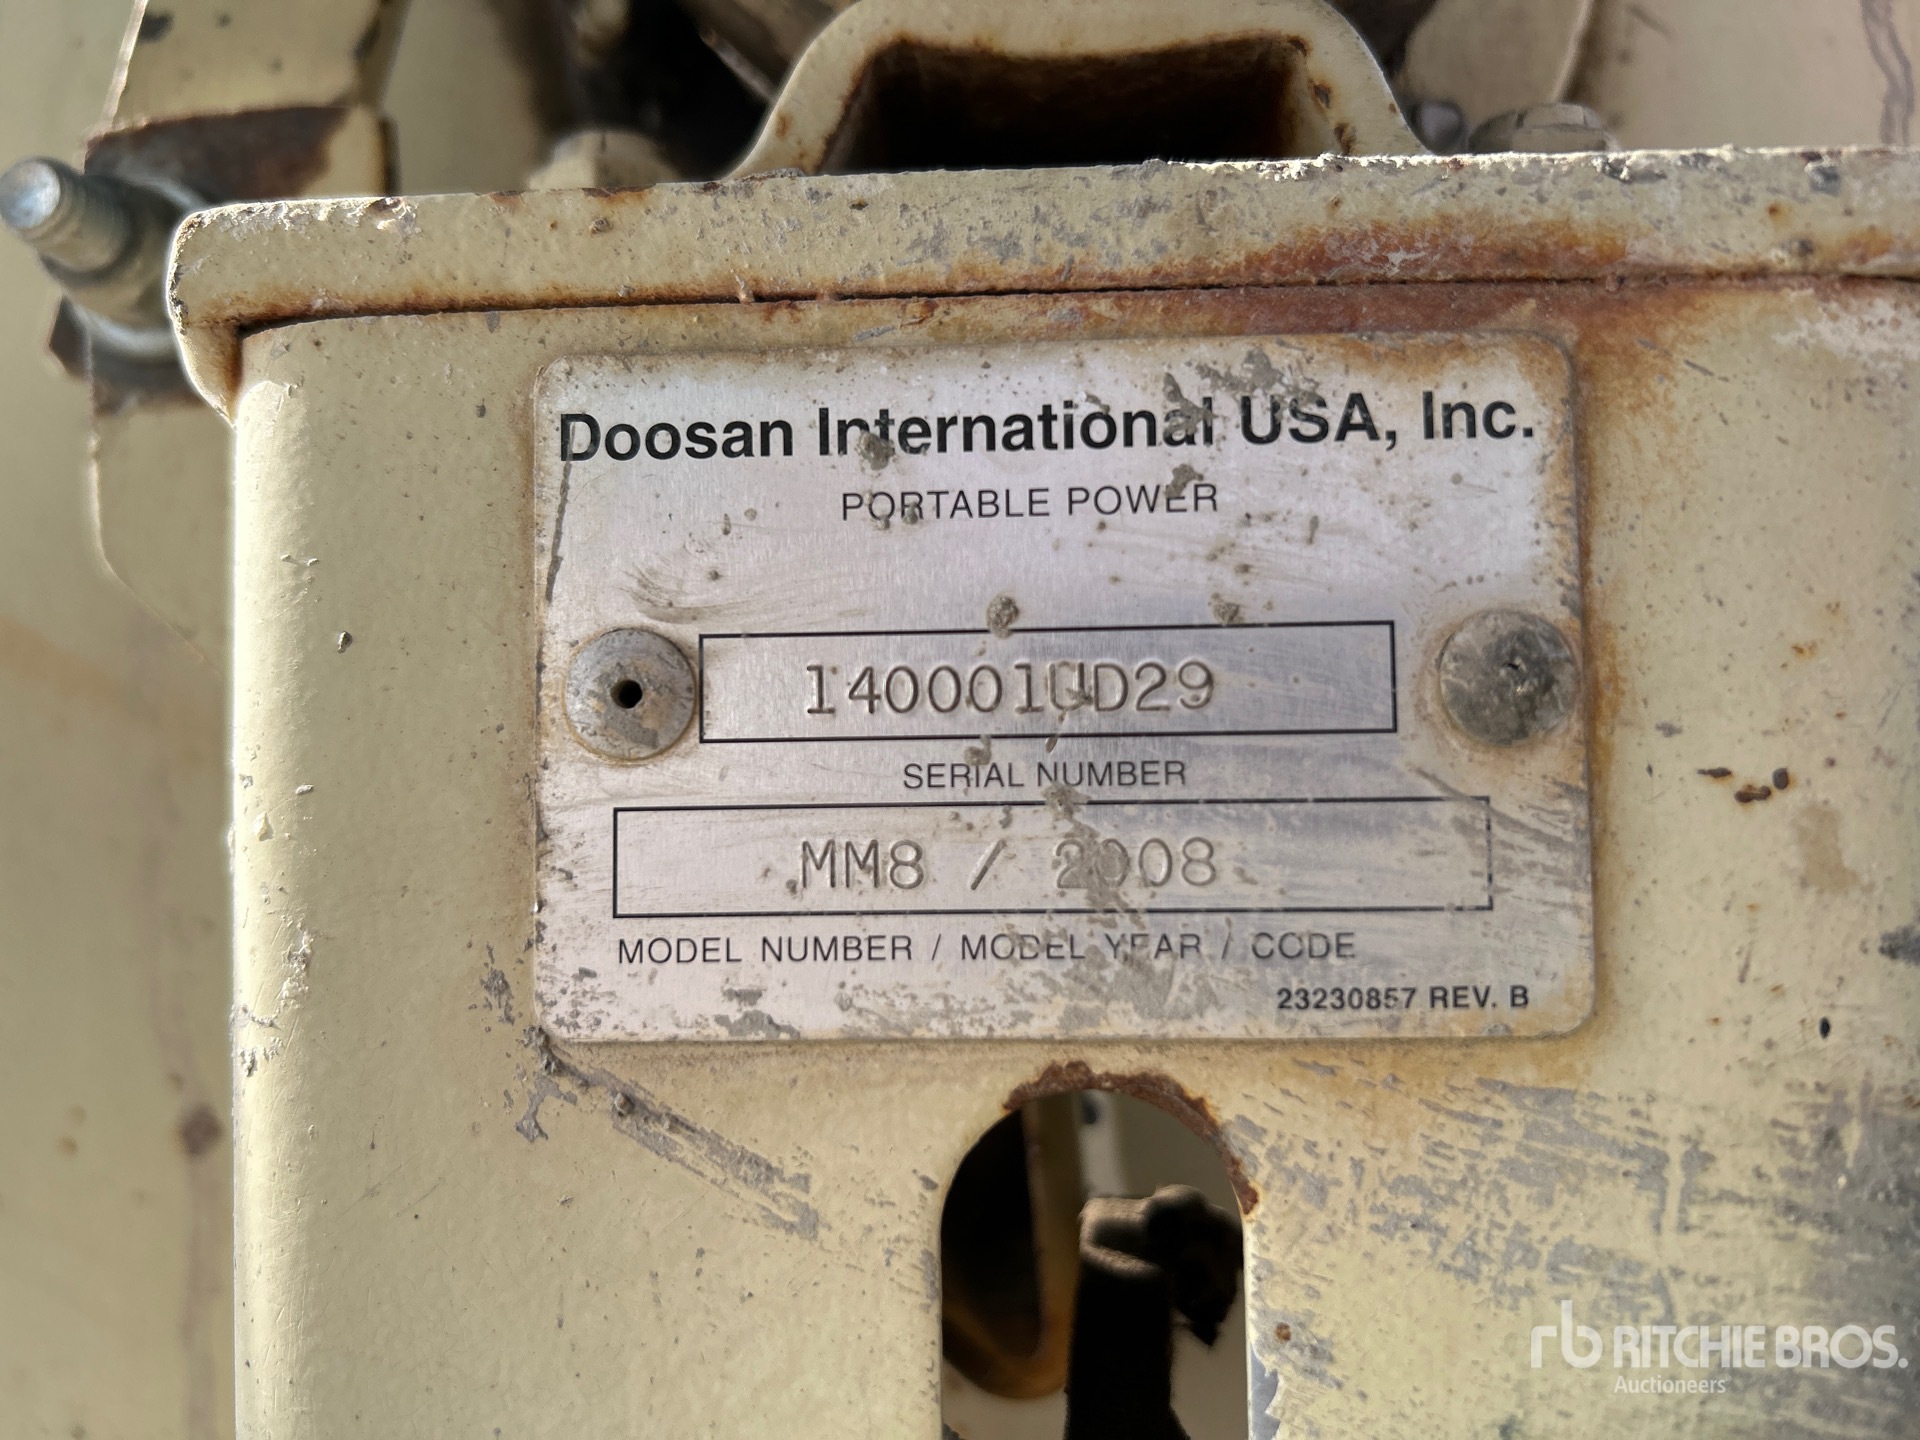 Doosan International USA, Inc.
PORTABLE POWER
140001UD29
SERIAL NUMBER
MM8 / 2008
MODEL NUMBER / MODEL YEAR / CODE
23230857 REV. B
rb RITCHIE BROS.
Auctioneers